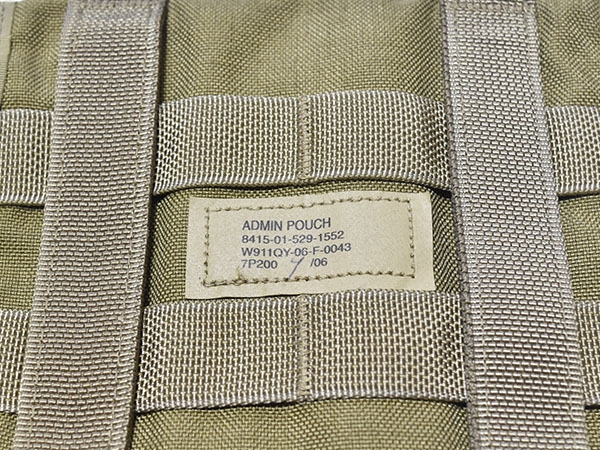 ADMIN POUCH
8415-01-529-1552
W911QY-06-F-0043
7P200 /06